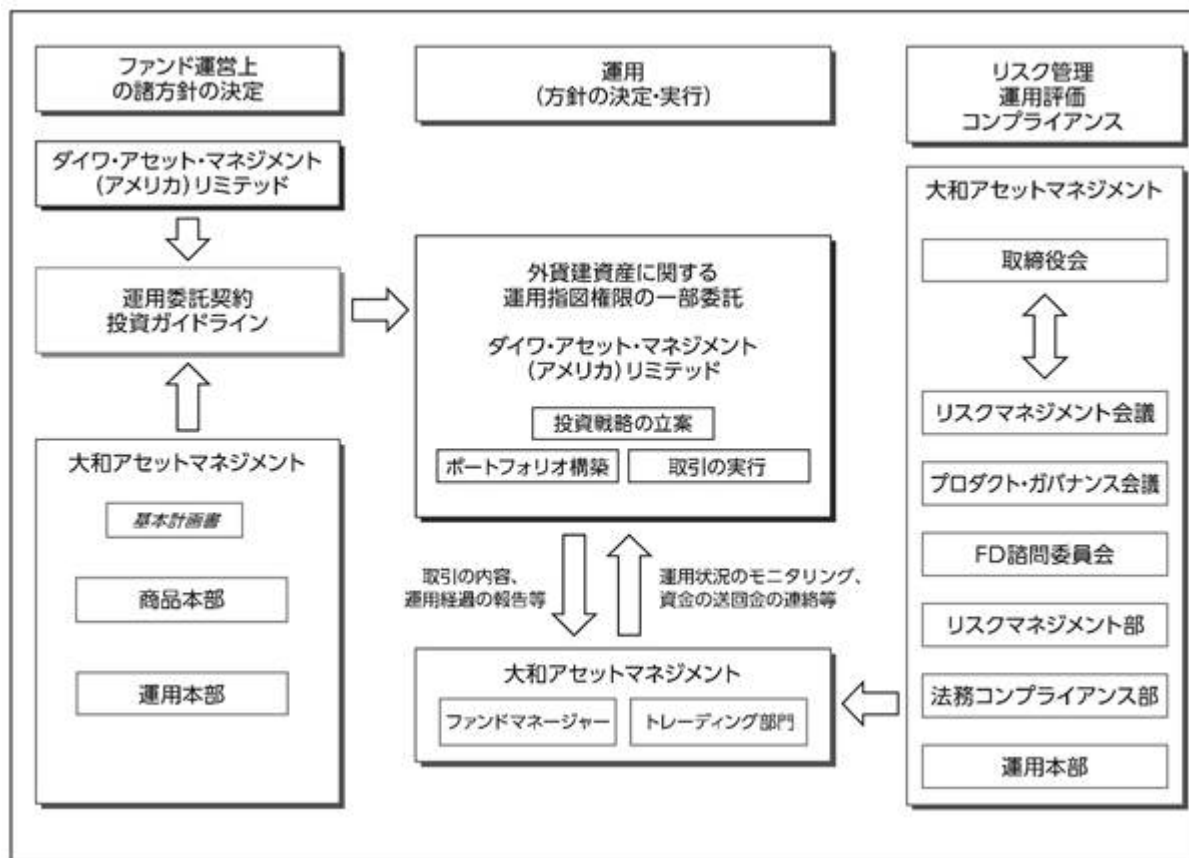 ファンド運営上
の諸方針の決定
ダイワ・アセット・マネジメント
(アメリカ)リミテッド
運用委託契約
投資ガイドライン
大和アセットマネジメント
基本計画書
商品本部
運用本部
運用
(方針の決定・実行)
外貨建資産に関する
運用指図権限の一部委託
ダイワ・アセット・マネジメント
(アメリカ)リミテッド
投資戦略の立案
ポートフォリオ構築
取引の実行
取引の内容、
運用経過の報告等
運用状況のモニタリング、
資金の送回金の連絡等
大和アセットマネジメント
ファンドマネージャー
トレーディング部門
リスク管理
運用評価
コンプライアンス
大和アセットマネジメント
取締役会
リスクマネジメント会議
プロダクト・ガバナンス会議
FD諮問委員会
リスクマネジメント部
法務コンプライアンス部
運用本部